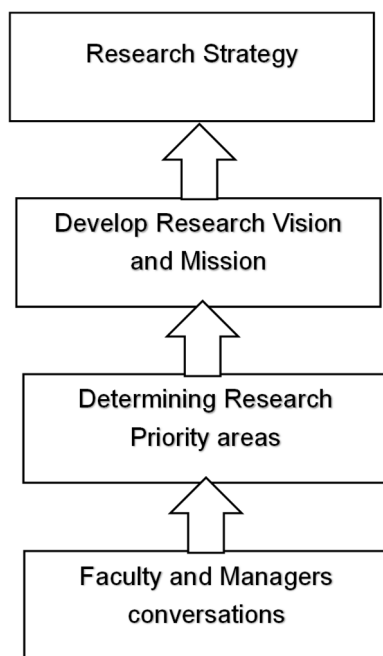 Research Strategy
Develop Research Vision
and Mission
Determining Research
Priority areas
Faculty and Managers
conversations